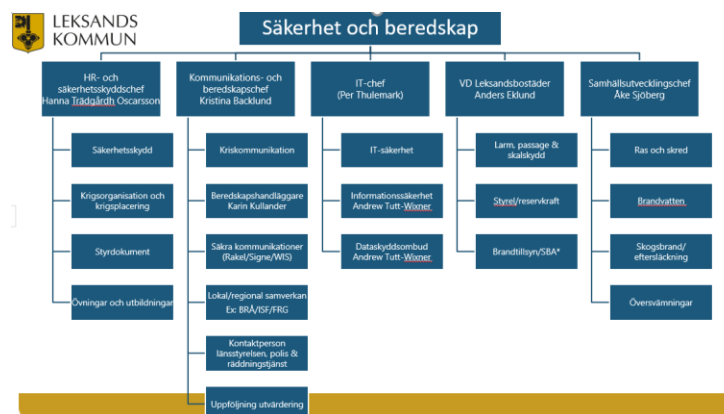 LEKSANDS
KOMMUN
Säkerhet och beredskap
HR- och
säkerhetsskyddschef
Hanna Trädgårdh Oscarsson
Säkerhetsskydd
Krigsorganisation och
krigsplacering
Styrdokument
Övningar och utbildningar
Kommunikations- och
beredskapschef
Kristina Backlund
Kriskommunikation
Beredskapshandläggare
Karin Kullander
Säkra kommunikationer
(Rakel/Signe/WIS)
Lokal/regional samverkan
Ex: BRÅ/ISF/FRG
Kontaktperson
länsstyrelsen, polis &
räddningstjänst
Uppföljning utvärdering
IT-chef
(Per Thulemark)
IT-säkerhet
Informationssäkerhet
Andrew Tutt-Wixner
Dataskyddsombud
Andrew Tutt-Wixner
VD Leksandsbostäder
Anders Eklund
Larm, passage &
skalskydd
Styrel/reservkraft
Brandtillsyn/SBA*
Samhällsutvecklingchef
Åke Sjöberg
Ras och skred
Brandvatten
Skogsbrand/
eftersläckning
Översvämningar